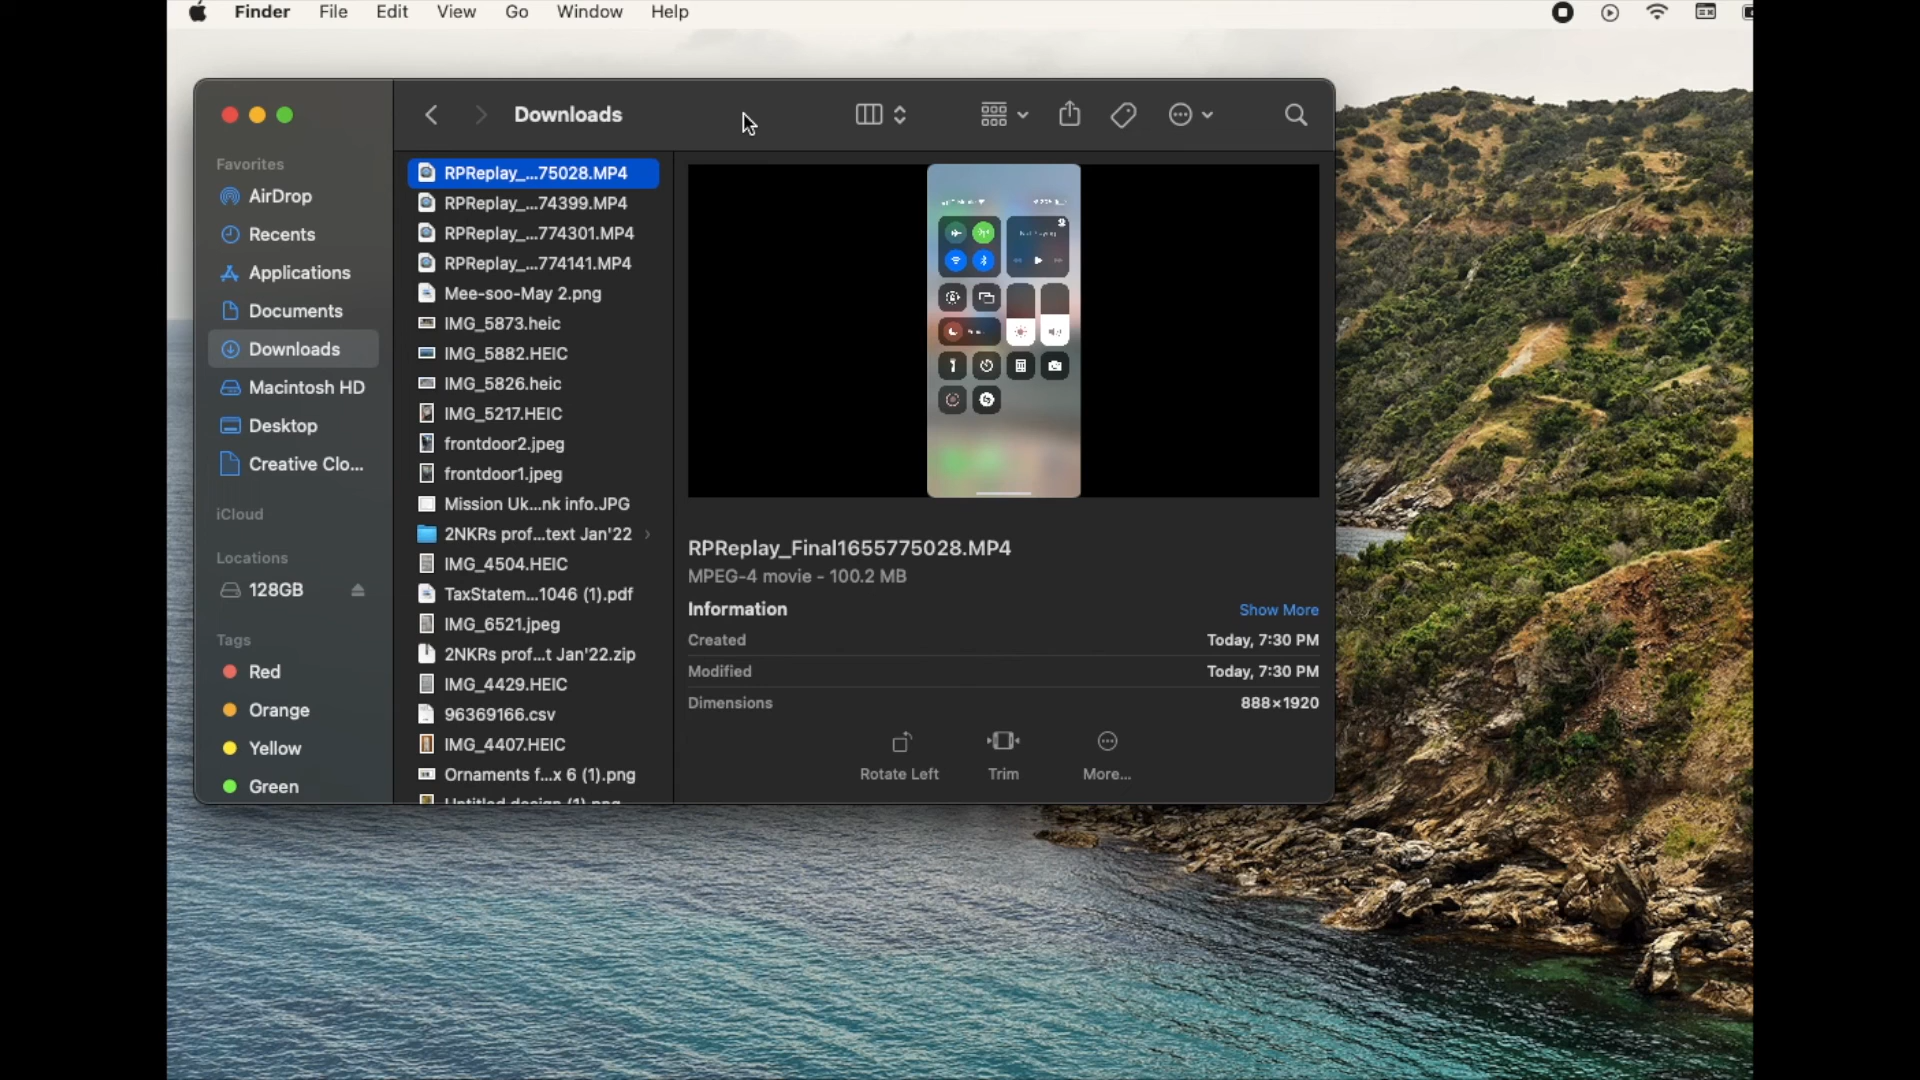 Finder File Edit View Go Window Help
Downloads
Favorites
AirDrop
Recents
Applications
Documents
Downloads
Macintosh HD
Desktop
Creative Clo...
iCloud
Locations
128GB
Tags
Red
Orange
Yellow
Green
RPReplay_...75028.MP4
RPReplay_...74399.MP4
RPReplay_...774301.MP4
RPReplay_...774141.MP4
Mee-soo-May 2.png
IMG_5873.heic
IMG_5882.HEIC
IMG_5826.heic
IMG_5217.HEIC
frontdoor2.jpeg
frontdoor1.jpeg
Mission Uk...nk info.JPG
2NKRs prof...text Jan'22
IMG_4504.HEIC
TaxStatem...1046 (1).pdf
IMG_6521.jpeg
2NKRs prof...t Jan'22.zip
IMG_4429.HEIC
96369166.csv
IMG_4407.HEIC
Ornaments f...x 6 (1).png
RPReplay_Final1655775028.MP4
MPEG-4 movie - 100.2 MB
Information Show More
Created Today, 7:30 PM
Modified Today, 7:30 PM
Dimensions 888×1920
Rotate Left Trim More...